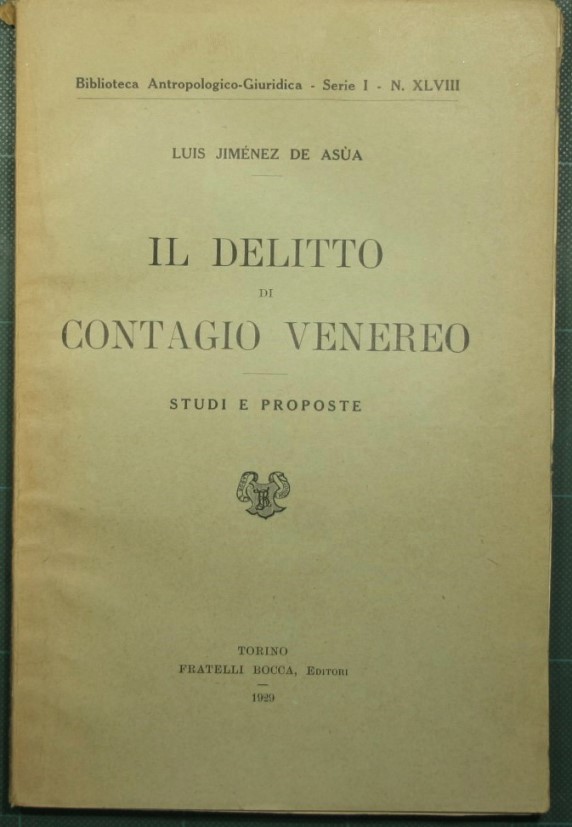 Biblioteca Antropologico-Giuridica - Serie I - N. XLVIII
LUIS JIMÉNEZ DE ASÙA
IL DELITTO
DI
CONTAGIO VENEREO
STUDI E PROPOSTE
TORINO
FRATELLI BOCCA, Editori
1929